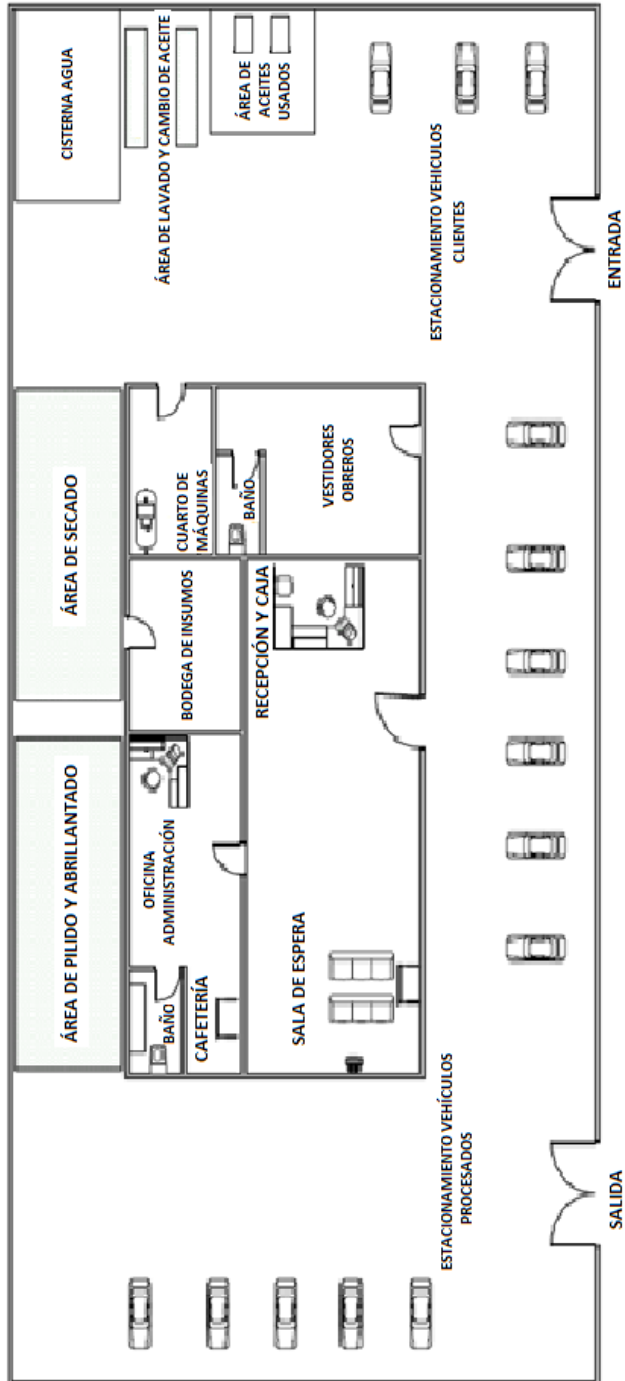 ÁREA DE PILIDO Y ABRILLANTADO
ÁREA DE SECADO
CISTERNA AGUA
ÁREA DE LAVADO Y CAMBIO DE ACEITE
ÁREA DE
ACEITES
USADOS
BAÑO
CAFETERÍA
OFICINA
ADMINISTRACIÓN
BODEGA DE INSUMOS
CUARTO DE
MÁQUINAS
BAÑO
VESTIDORES
OBREROS
SALA DE ESPERA
RECEPCIÓN Y CAJA
ESTACIONAMIENTO VEHÍCULOS
PROCESADOS
ESTACIONAMIENTO VEHICULOS
CLIENTES
SALIDA
ENTRADA